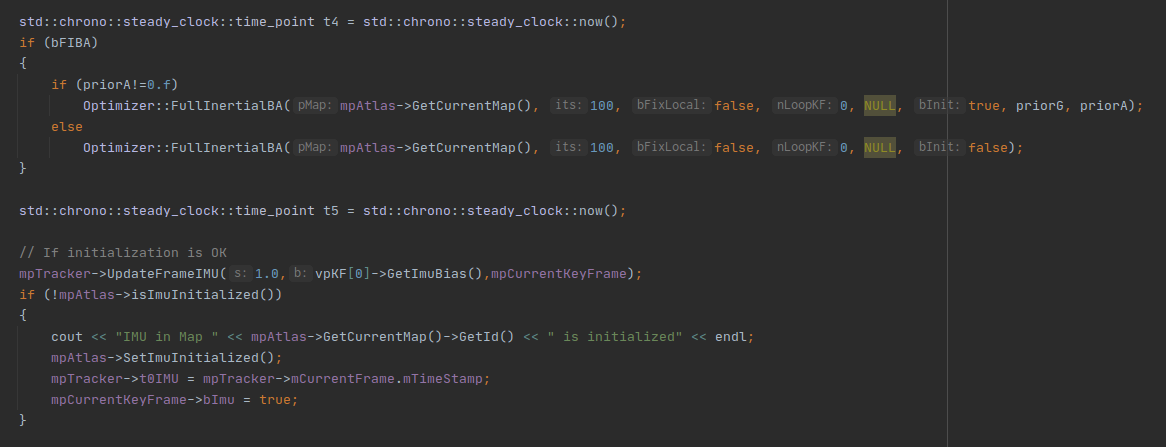 std::chrono::steady_clock::time_point t4 = std::chrono::steady_clock::now();
if (bFIBA)
{
if (priorA!=0.f)
Optimizer::FullInertialBA( pMap: mpAtlas->GetCurrentMap(), its: 100, bFixLocal: false, nLoopKF: 0, NULL, bInit: true, priorG, priorA);
else
Optimizer::FullInertialBA( pMap: mpAtlas->GetCurrentMap(), its: 100, bFixLocal: false, nLoopKF: 0, NULL, bInit: false);
}
std::chrono::steady_clock::time_point t5 = std::chrono::steady_clock::now();
// If initialization is OK
mpTracker->UpdateFrameIMU( s: 1.0, b: vpKF[0]->GetImuBias(),mpCurrentKeyFrame);
if (!mpAtlas->isImuInitialized())
{
cout << "IMU in Map " << mpAtlas->GetCurrentMap()->GetId() << " is initialized" << endl;
mpAtlas->SetImuInitialized();
mpTracker->t0IMU = mpTracker->mCurrentFrame.mTimeStamp;
mpCurrentKeyFrame->bImu = true;
}